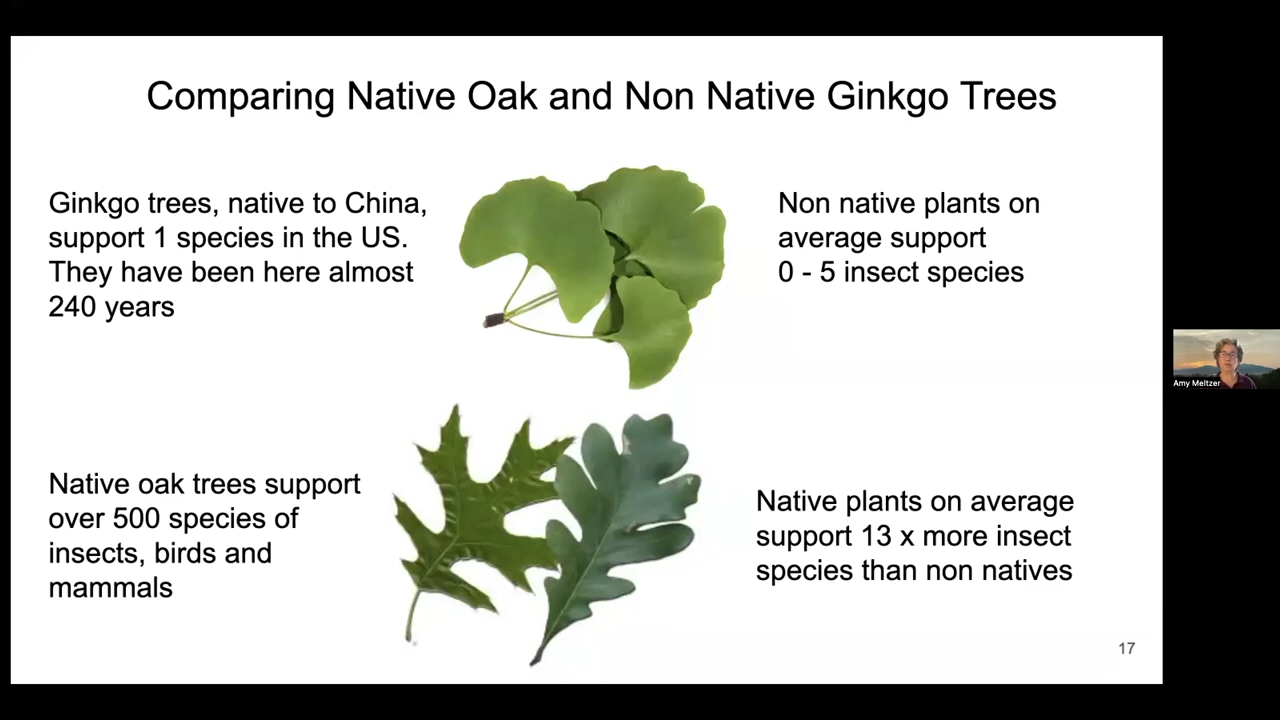 Comparing Native Oak and Non Native Ginkgo Trees
Ginkgo trees, native to China,
support 1 species in the US.
They have been here almost
240 years
Non native plants on
average support
0 - 5 insect species
Native oak trees support
over 500 species of
insects, birds and
mammals
Native plants on average
support 13 x more insect
species than non natives
17
Amy Meltzer